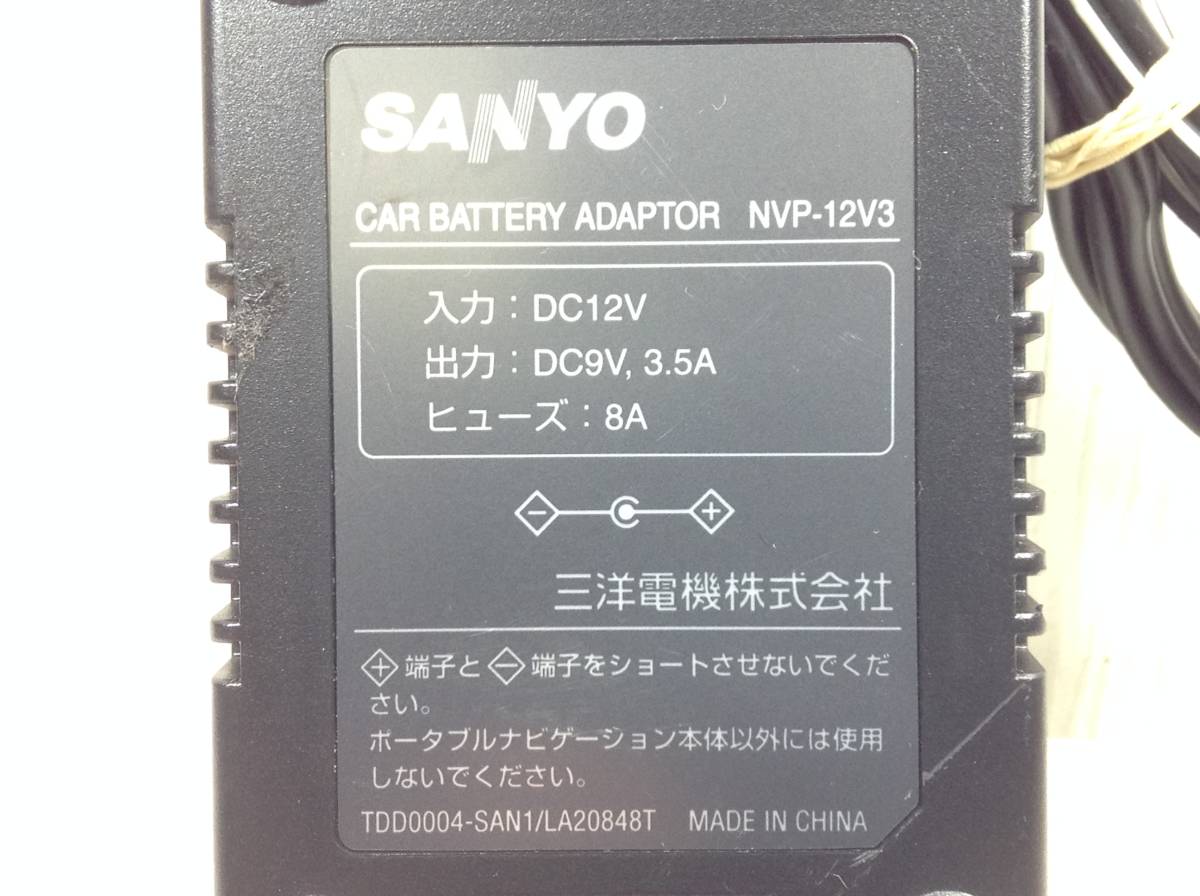 SANYO
CAR BATTERY ADAPTOR NVP-12V3
入力：DC12V
出力：DC9V, 3.5A
ヒューズ：8A
− +
三洋電機株式会社
+端子と−端子をショートさせないでくだ
さい。
ポータブルナビゲーション本体以外には使用
しないでください。
TDD0004-SAN1/LA20848T MADE IN CHINA